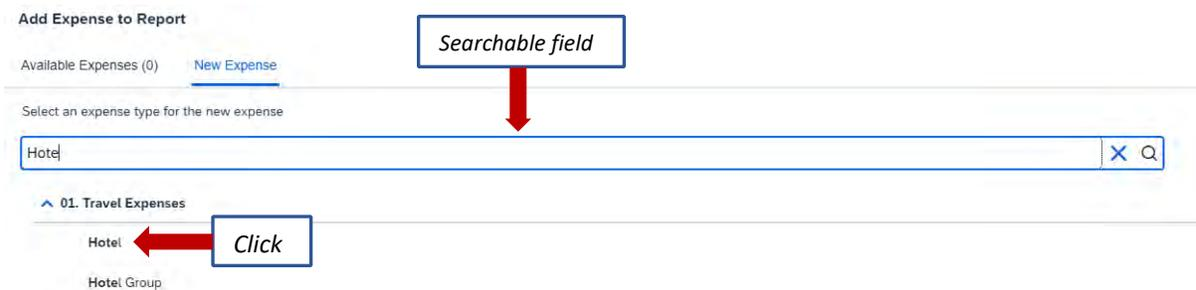 Add Expense to Report
Searchable field
Available Expenses (0) New Expense
Select an expense type for the new expense
Hote
01. Travel Expenses
Hotel Click
Hotel Group